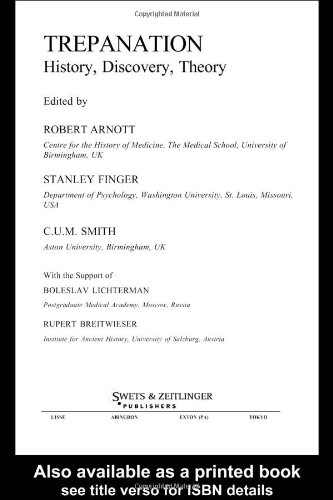 TREPANATION
History, Discovery, Theory
Edited by
ROBERT ARNOTT
Centre for the History of Medicine, The Medical School, University of
Birmingham, UK
STANLEY FINGER
Department of Psychology, Washington University, St. Louis, Missouri,
USA
C.U.M. SMITH
Aston University, Birmingham, UK
With the Support of
BOLESLAV LICHTERMAN
Postgraduate Medical Academy, Moscow, Russia
RUPERT BREITWIESER
Institute for Ancient History, University of Salzburg, Austria
SWETS & ZEITLINGER
PUBLISHERS
LISSE ABINGDON EXTON (PA) TOKYO
Also available as a printed book
see title verso for ISBN details
Copyrighted Material